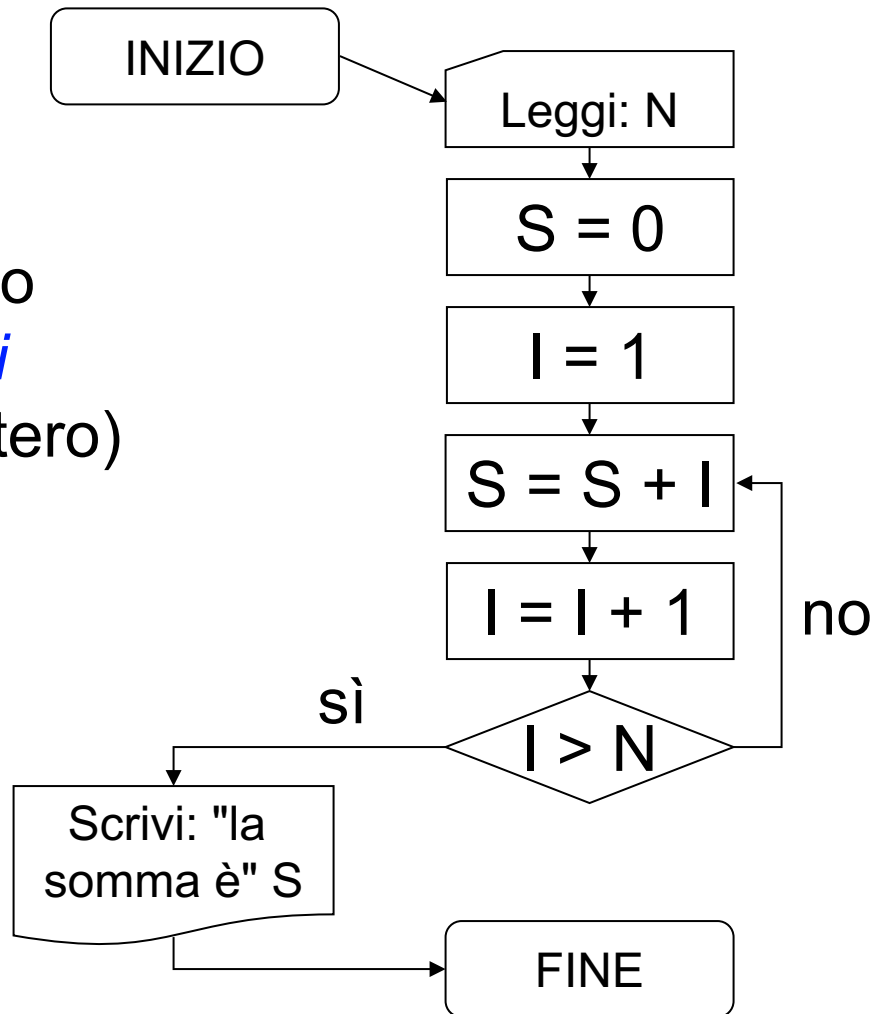 INIZIO
Leggi: N
S = 0
o
i
tero)
I = 1
S = S + I
I = I + 1
no
sì
I > N
Scrivi: "la
somma è" S
FINE